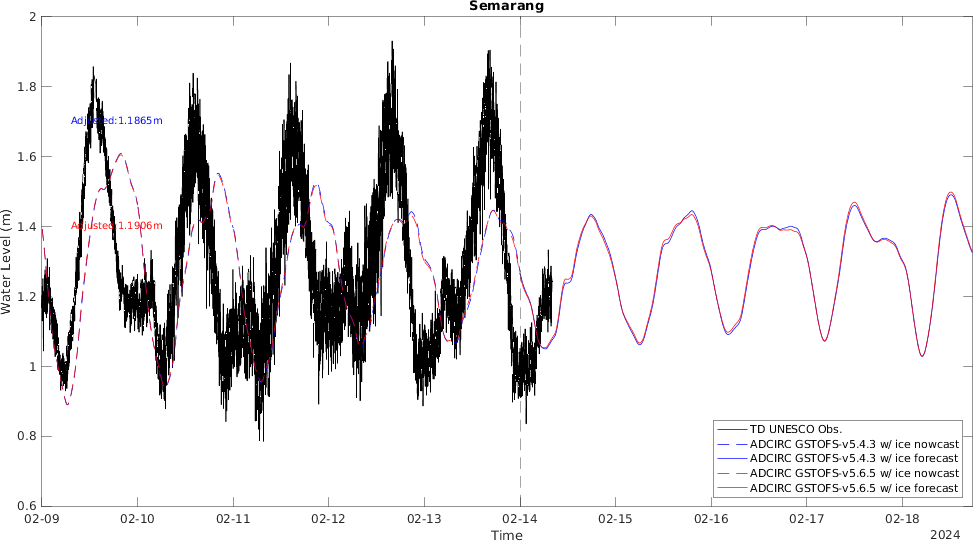 Semarang
2
1.8
1.6
1.4
1.2
1
0.8
0.6
Water Level (m)
Adjusted:1.1865m
Adjusted:1.1906m
TD UNESCO Obs.
ADCIRC GSTOFS-v5.4.3 w/ ice nowcast
ADCIRC GSTOFS-v5.4.3 w/ ice forecast
ADCIRC GSTOFS-v5.6.5 w/ ice nowcast
ADCIRC GSTOFS-v5.6.5 w/ ice forecast
02-09 02-10 02-11 02-12 02-13 02-14 02-15 02-16 02-17 02-18
Time
2024